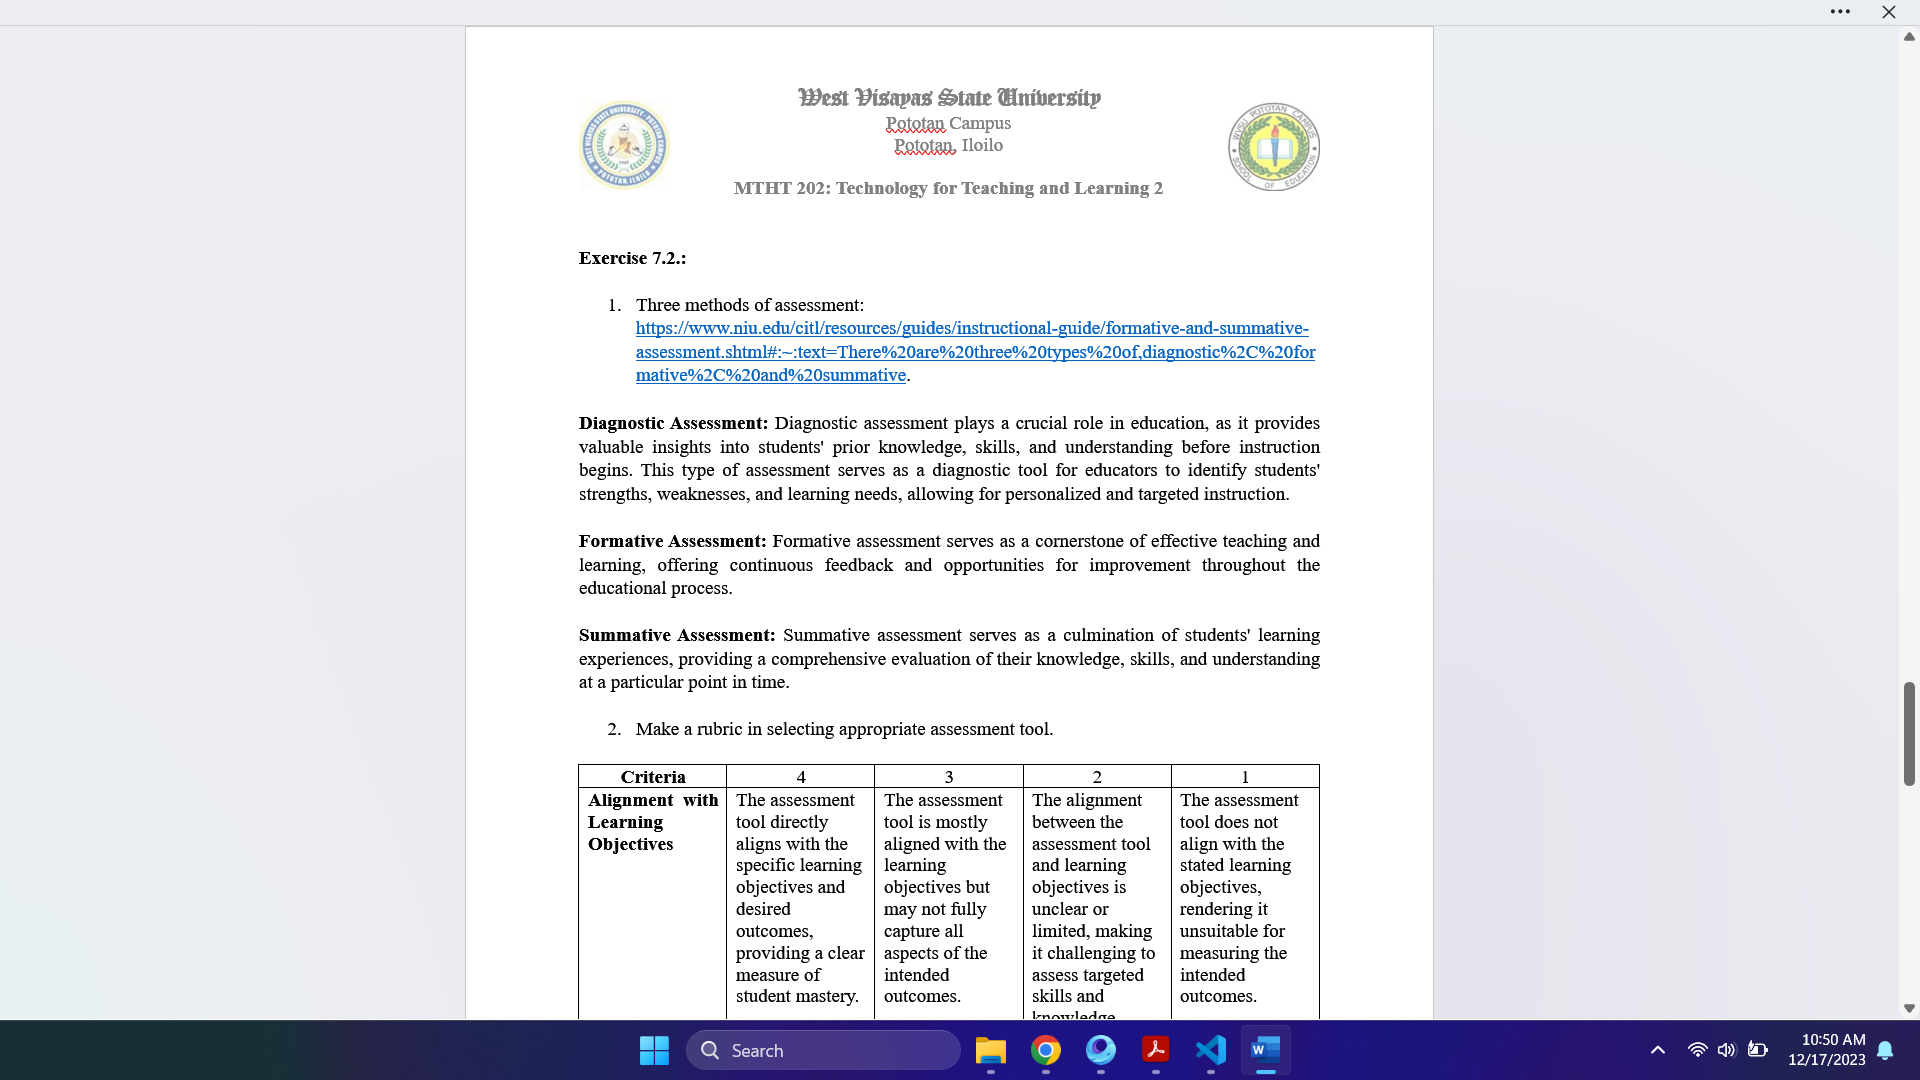 West Visayas State University
Pototan Campus
Pototan, Iloilo
MTHT 202: Technology for Teaching and Learning 2
WVSU POTOTAN CAMPUS
SCHOOL OF EDUCATION
Exercise 7.2.:
1. Three methods of assessment:
https://www.niu.edu/citl/resources/guides/instructional-guide/formative-and-summative-
assessment.shtml#:~:text=There%20are%20three%20types%20of,diagnostic%2C%20for
mative%2C%20and%20summative.
Diagnostic Assessment: Diagnostic assessment plays a crucial role in education, as it provides
valuable insights into students' prior knowledge, skills, and understanding before instruction
begins. This type of assessment serves as a diagnostic tool for educators to identify students'
strengths, weaknesses, and learning needs, allowing for personalized and targeted instruction.
Formative Assessment: Formative assessment serves as a cornerstone of effective teaching and
learning, offering continuous feedback and opportunities for improvement throughout the
educational process.
Summative Assessment: Summative assessment serves as a culmination of students' learning
experiences, providing a comprehensive evaluation of their knowledge, skills, and understanding
at a particular point in time.
2. Make a rubric in selecting appropriate assessment tool.
Criteria 4 3 2 1
Alignment with
Learning
Objectives
The assessment
tool directly
aligns with the
specific learning
objectives and
desired
outcomes,
providing a clear
measure of
student mastery.
The assessment
tool is mostly
aligned with the
learning
objectives but
may not fully
capture all
aspects of the
intended
outcomes.
The alignment
between the
assessment tool
and learning
objectives is
unclear or
limited, making
it challenging to
assess targeted
skills and
knowledge
The assessment
tool does not
align with the
stated learning
objectives,
rendering it
unsuitable for
measuring the
intended
outcomes.
Search
10:50 AM
12/17/2023